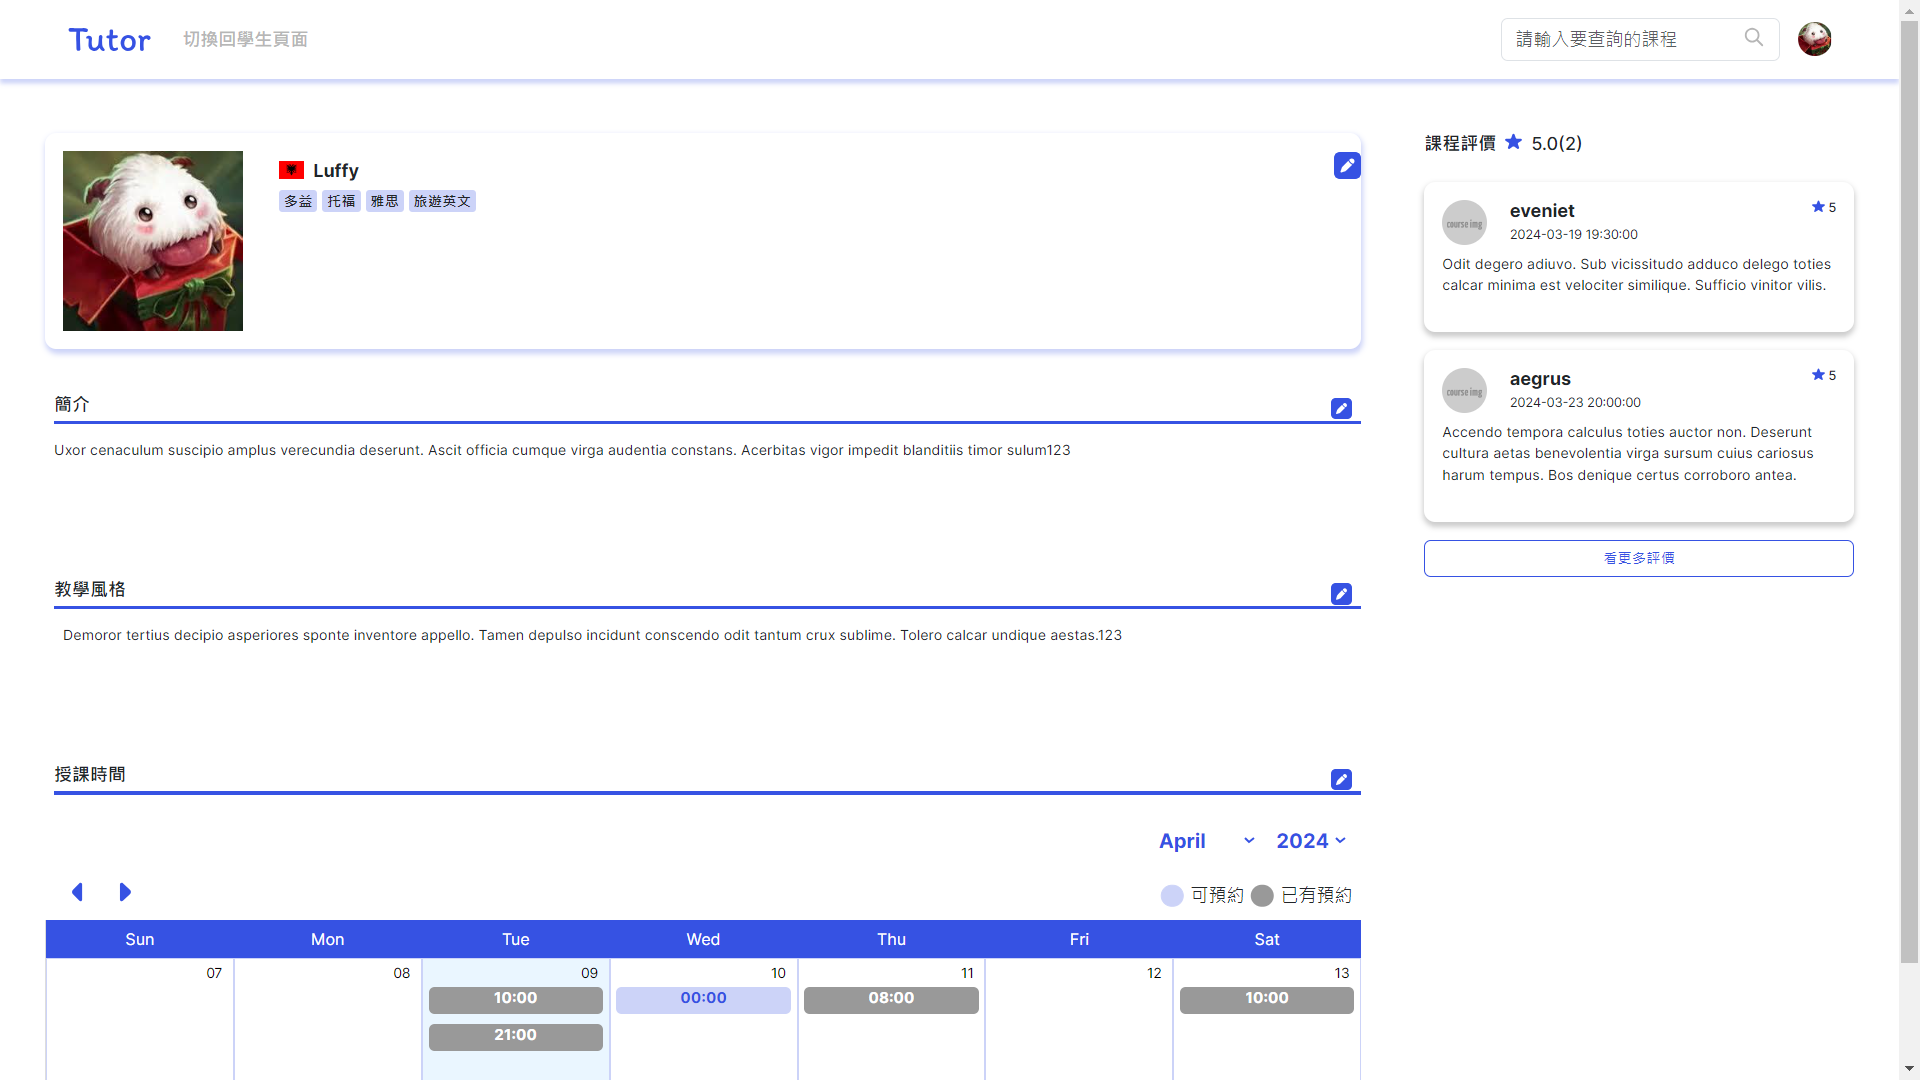 Tutor 切換回學生頁面 請輸入要查詢的課程
Luffy
多益 托福 雅思 旅遊英文
簡介
Uxor cenaculum suscipio amplus verecundia deserunt. Ascit officia cumque virga audentia constans. Acerbitas vigor impedit blanditiis timor sulum123
教學風格
Demoror tertius decipio asperiores sponte inventore appello. Tamen depulso incidunt conscendo odit tantum crux sublime. Tolero calcar undique aestas.123
授課時間
April 2024
可預約 已有預約
Sun Mon Tue Wed Thu Fri Sat
07 08 09 10 11 12 13
10:00 00:00 08:00 10:00
21:00
課程評價 5.0(2)
course img
eveniet
5
2024-03-19 19:30:00
Odit degero adiuvo. Sub vicissitudo adduco delego toties
calcar minima est velociter similique. Sufficio vinitor vilis.
course img
aegrus
5
2024-03-23 20:00:00
Accendo tempora calculus toties auctor non. Deserunt
cultura aetas benevolentia virga sursum cuius cariosus
harum tempus. Bos denique certus corroboro antea.
看更多評價